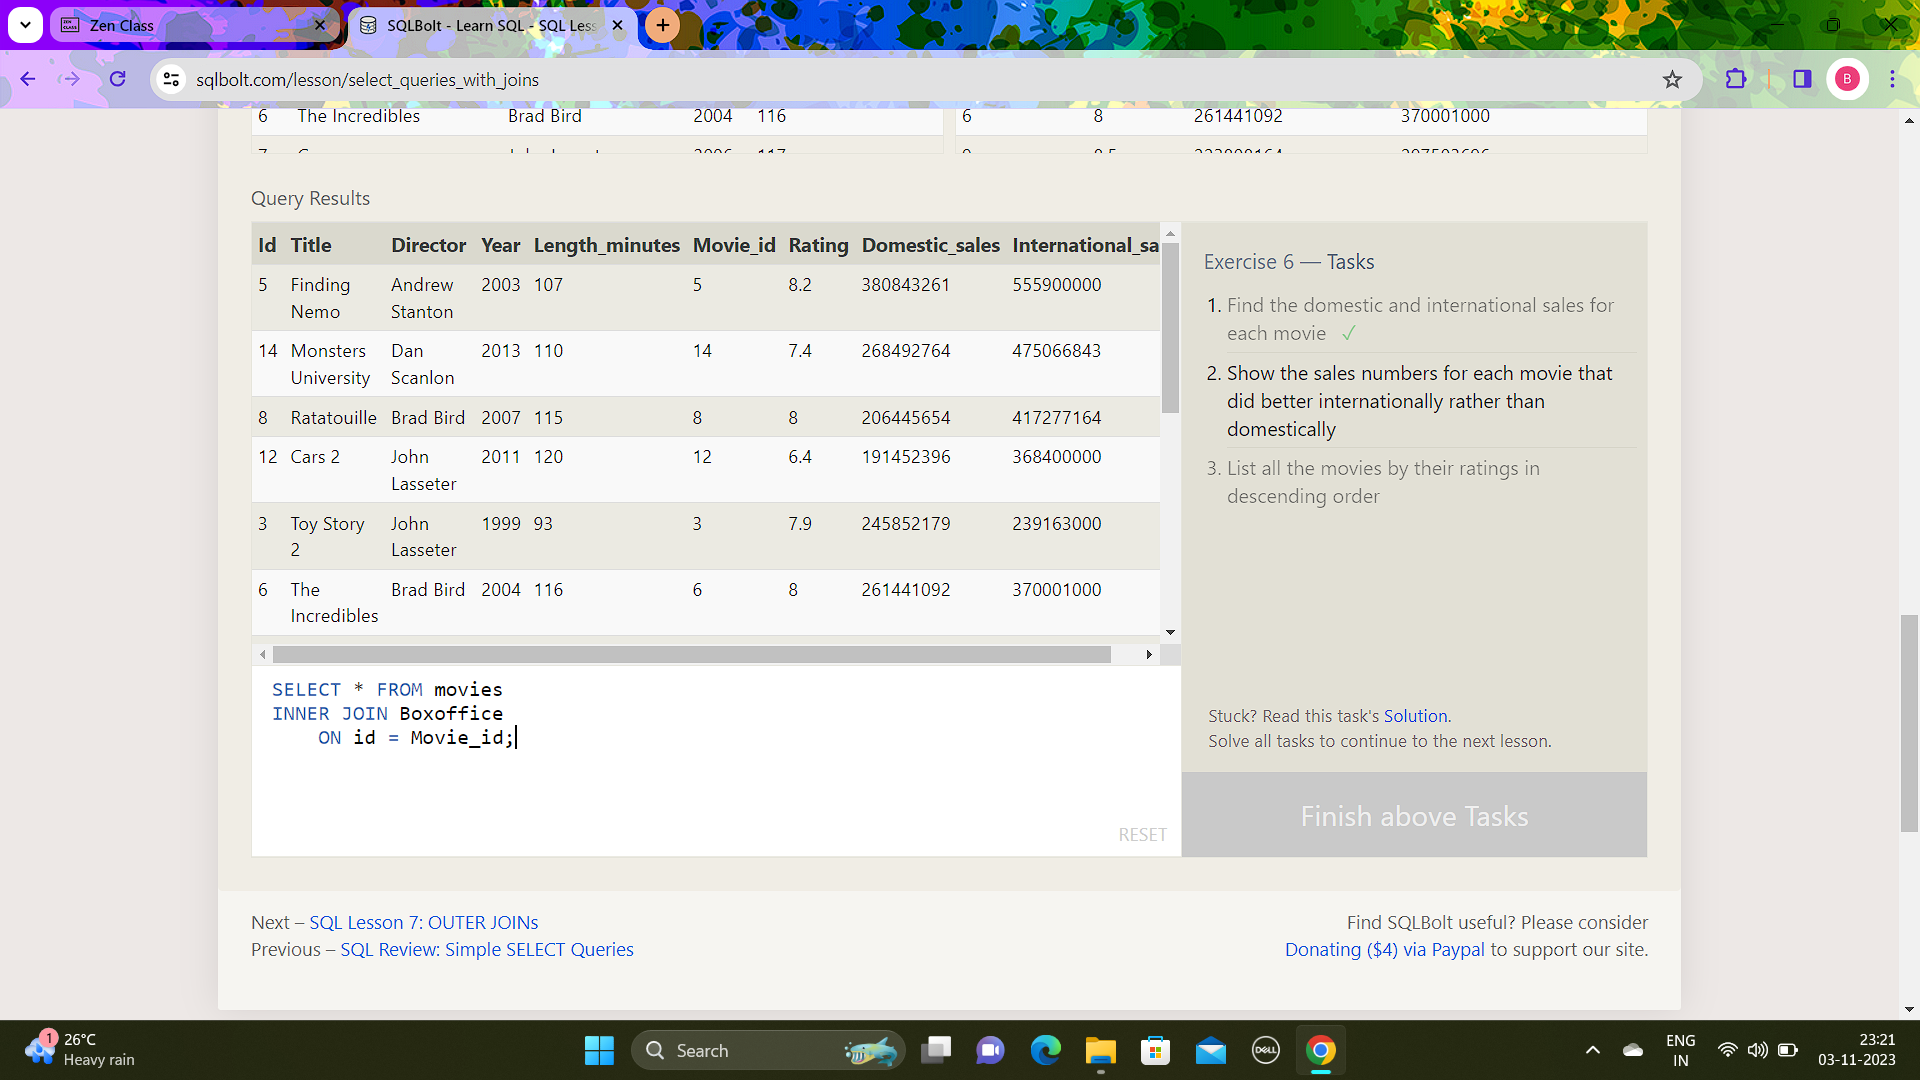 Zen Class
SQLBolt - Learn SQL - SQL Less
sqlbolt.com/lesson/select_queries_with_joins
B
6 The Incredibles Brad Bird 2004 116
6 8 261441092 370001000
Query Results
Id Title Director Year Length_minutes Movie_id Rating Domestic_sales International_sa
5 Finding Nemo Andrew Stanton 2003 107 5 8.2 380843261 555900000
14 Monsters University Dan Scanlon 2013 110 14 7.4 268492764 475066843
8 Ratatouille Brad Bird 2007 115 8 8 206445654 417277164
12 Cars 2 John Lasseter 2011 120 12 6.4 191452396 368400000
3 Toy Story 2 John Lasseter 1999 93 3 7.9 245852179 239163000
6 The Incredibles Brad Bird 2004 116 6 8 261441092 370001000
SELECT * FROM movies
INNER JOIN Boxoffice
ON id = Movie_id;
RESET
Exercise 6 — Tasks
1. Find the domestic and international sales for
each movie ✓
2. Show the sales numbers for each movie that
did better internationally rather than
domestically
3. List all the movies by their ratings in
descending order
Stuck? Read this task's Solution.
Solve all tasks to continue to the next lesson.
Finish above Tasks
Next – SQL Lesson 7: OUTER JOINs
Previous – SQL Review: Simple SELECT Queries
Find SQLBolt useful? Please consider
Donating ($4) via Paypal to support our site.
1
26°C
Heavy rain
Search
DELL
ENG
IN
23:21
03-11-2023